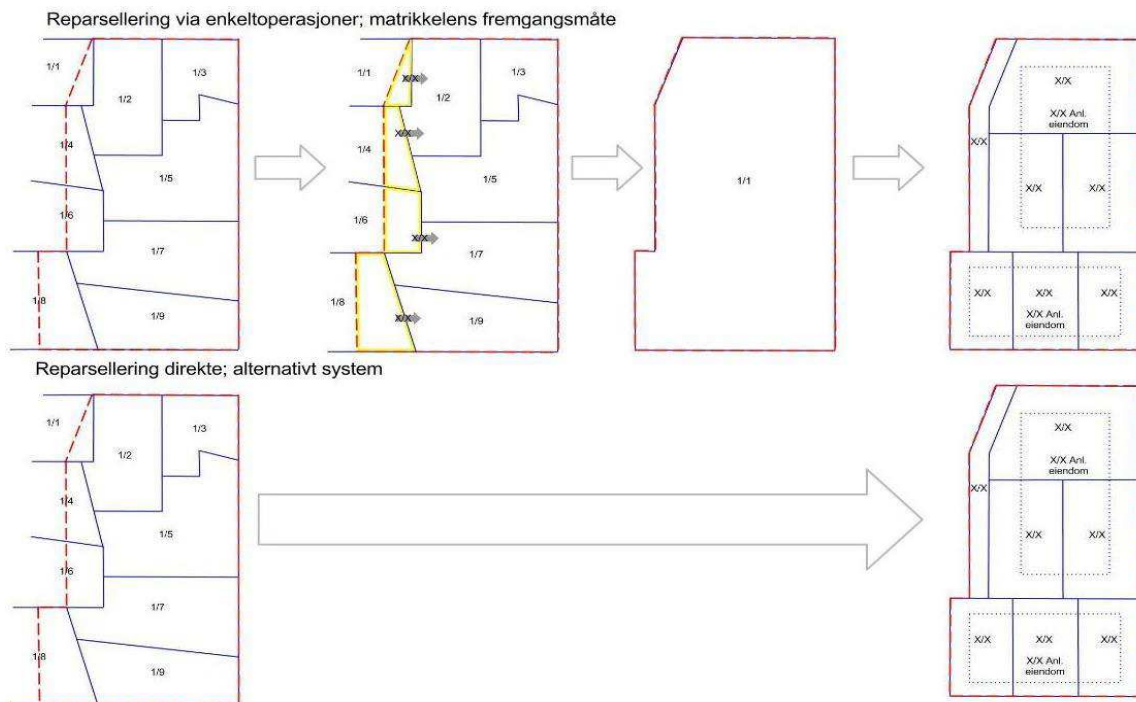 Reparsellering via enkeltoperasjoner; matrikkelens fremgangsmåte
1/1
1/2
1/3
1/4
1/5
1/6
1/7
1/8
1/9
1/1
X/X
1/2
1/3
X/X
1/4
1/5
1/6
X/X
1/7
1/8
X/X
1/9
1/1
X/X
X/X Anl.
eiendom
X/X
X/X
X/X
X/X
X/X
X/X
X/X Anl.
eiendom
Reparsellering direkte; alternativt system
1/1
1/2
1/3
1/4
1/5
1/6
1/7
1/8
1/9
X/X
X/X Anl.
eiendom
X/X
X/X
X/X
X/X
X/X
X/X
X/X Anl.
eiendom